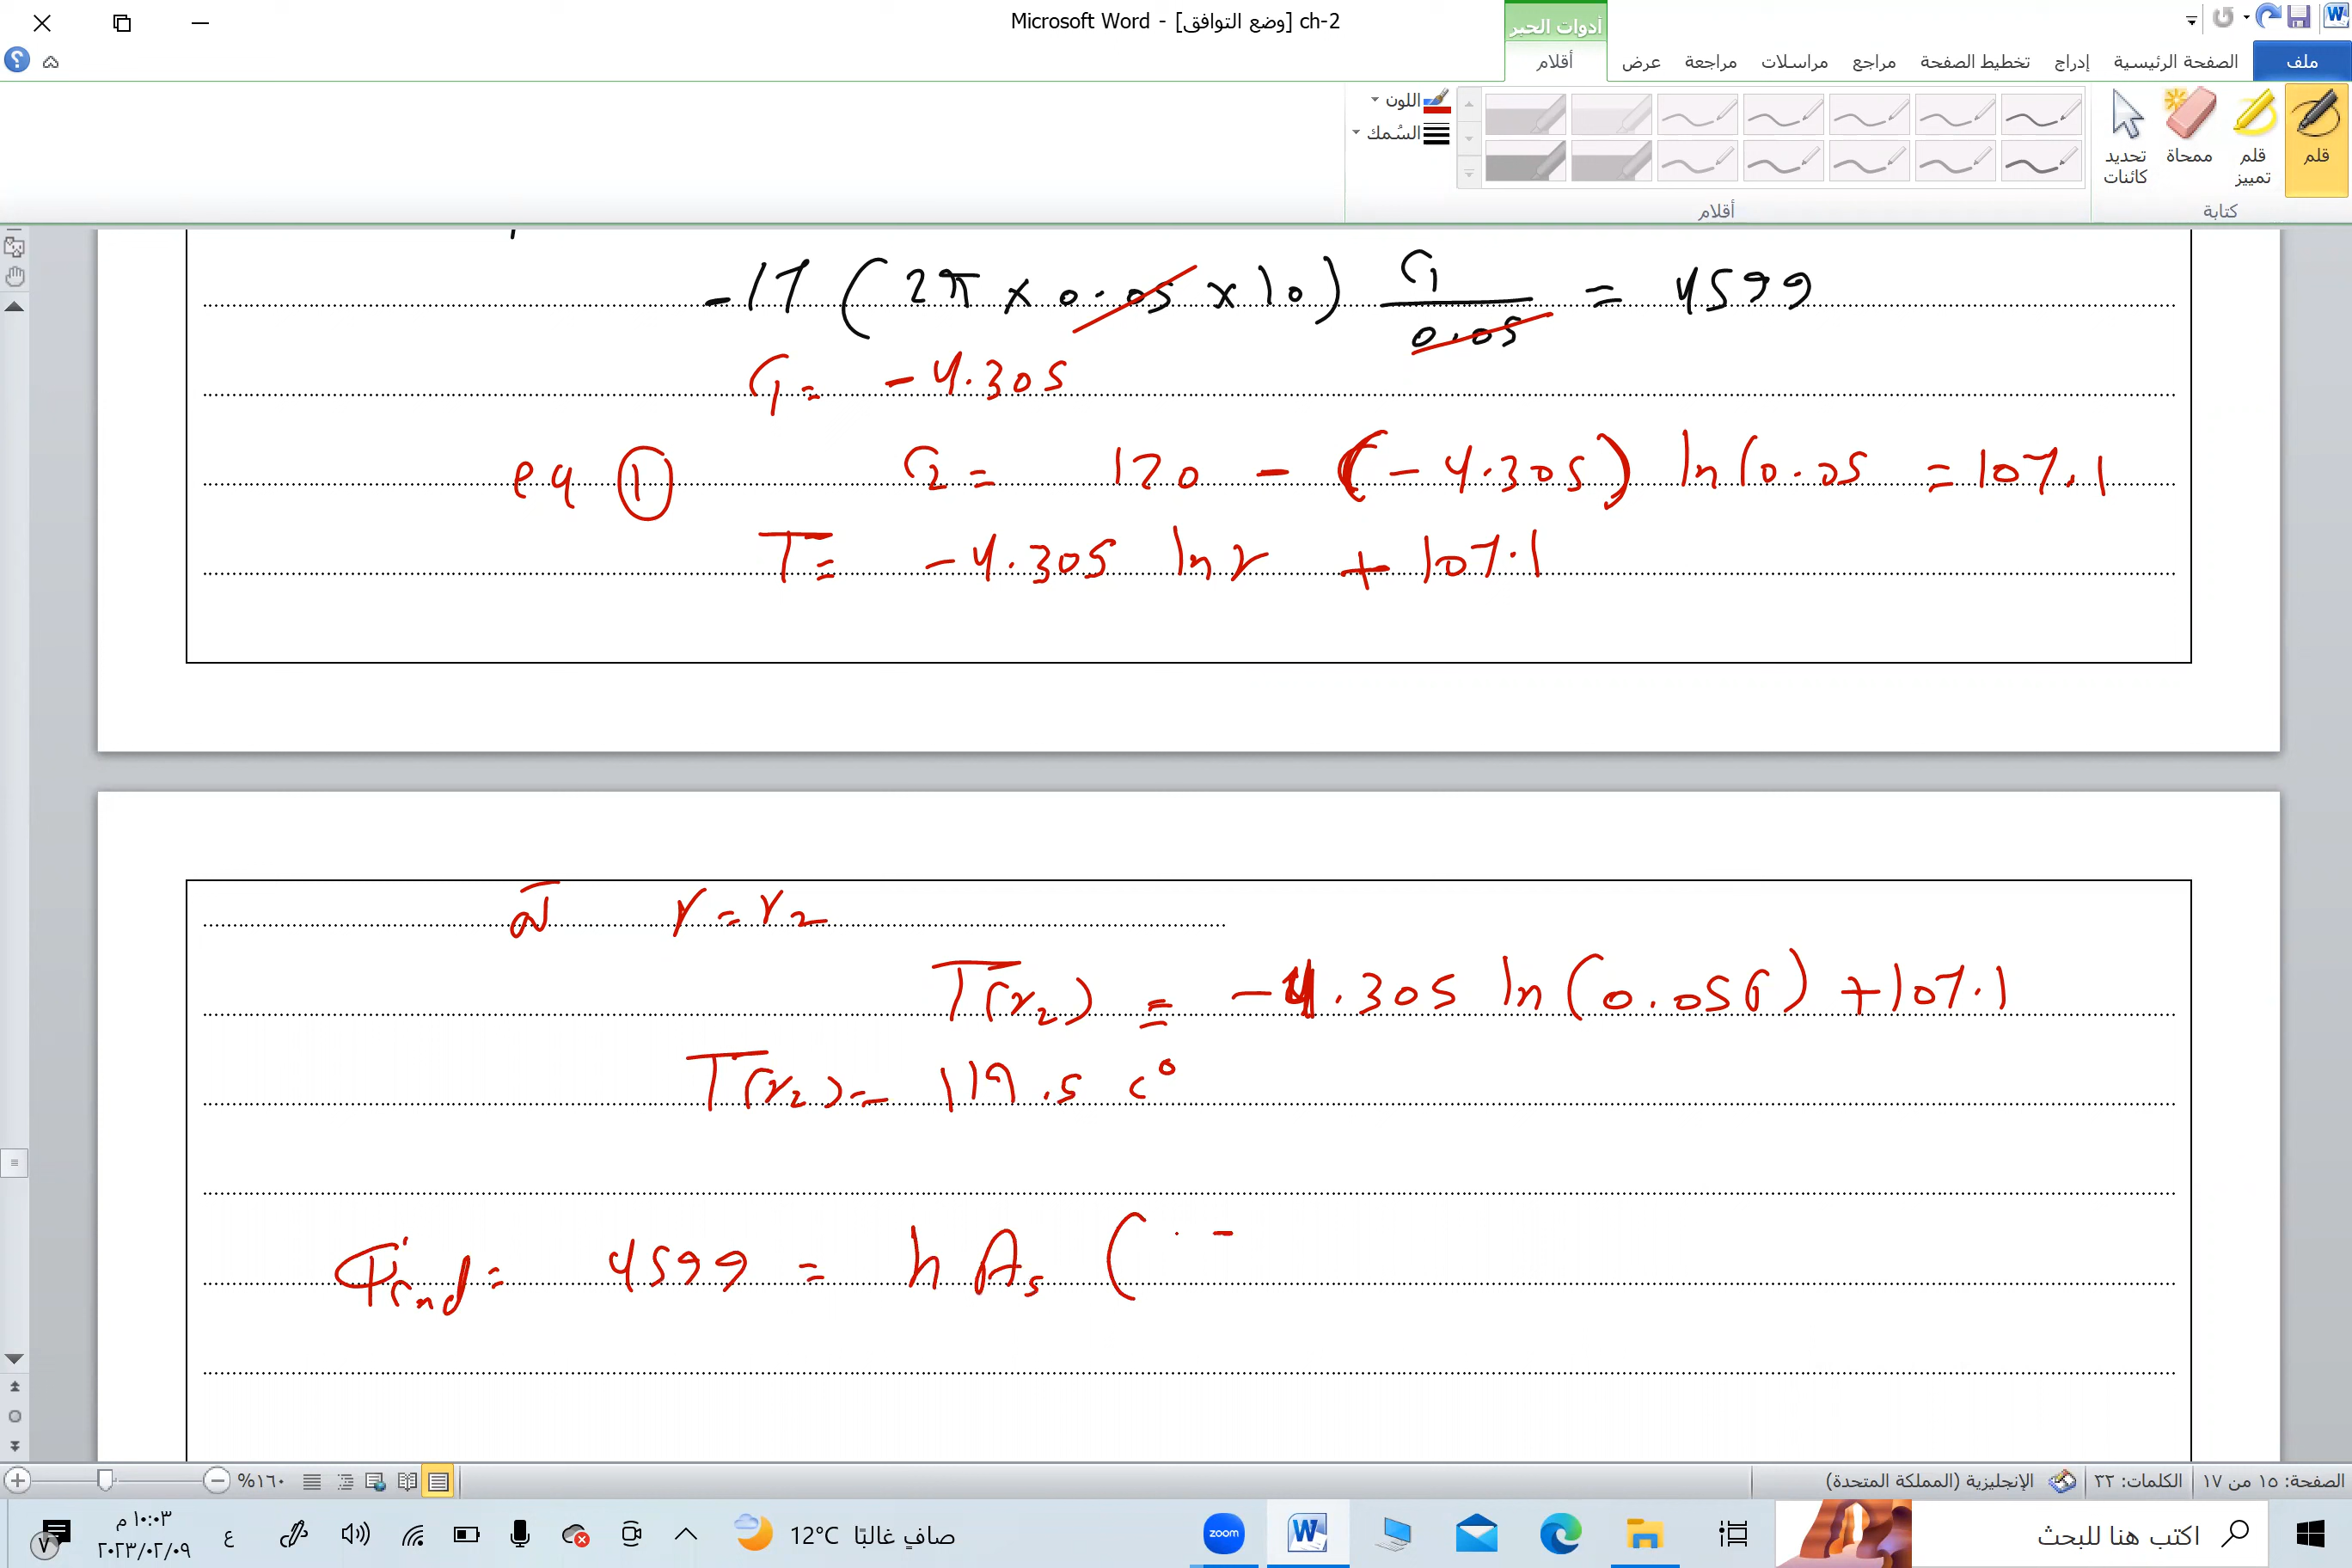 ch-2 [وضع التوافق] - Microsoft Word
أدوات الحبر
ملف
الصفحة الرئيسية
إدراج
تخطيط الصفحة
مراجع
مراسلات
مراجعة
عرض
أقلام
قلم
قلم تمييز
ممحاة
تحديد كائنات
اللون
السُمك
كتابة
أقلام
-17 (2π × 0.05 × 10) C1/0.05 = 4599
C1 = -4.305
eq ① C2 = 120 - (-4.305) ln(0.05 = 107.1
T = -4.305 ln r + 107.1
at r = r2
T(r2) = -4.305 ln(0.056) + 107.1
T(r2) = 119.5 c°
= 4599 = h As (
الصفحة: ١٥ من ١٧
الكلمات: ٣٢
الإنجليزية (المملكة المتحدة)
%١٦٠
اكتب هنا للبحث
zoom
صافٍ غالبًا 12°C
ع
١٠:٠٣ م
٢٠٢٣/٠٢/٠٩
٧